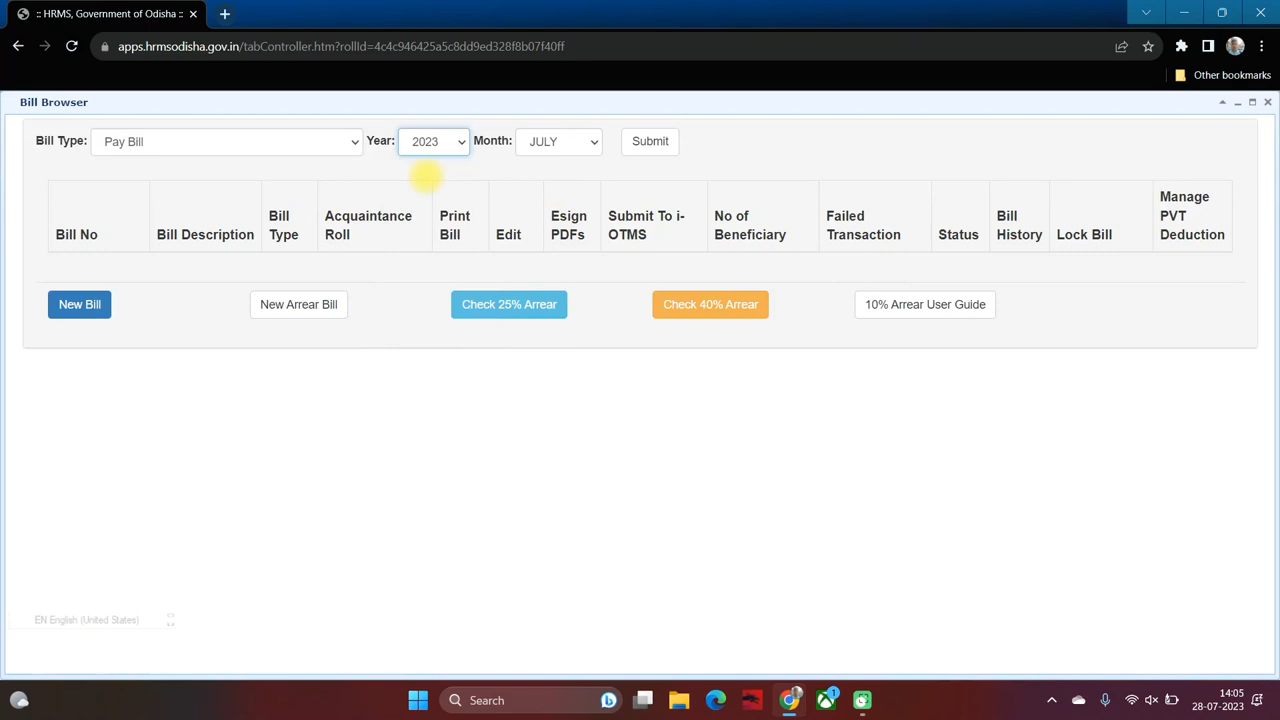 :: HRMS, Government of Odisha ::
apps.hrmsodisha.gov.in/tabController.htm?rollId=4c4c946425a5c8dd9ed328f8b07f40ff
Other bookmarks
Bill Browser
Bill Type: Pay Bill Year: 2023 Month: JULY Submit
Bill No
Bill Description
Bill
Type
Acquaintance
Roll
Print
Bill
Edit
Esign
PDFs
Submit To i-
OTMS
No of
Beneficiary
Failed
Transaction
Status
Bill
History
Lock Bill
Manage
PVT
Deduction
New Bill
New Arrear Bill
Check 25% Arrear
Check 40% Arrear
10% Arrear User Guide
EN English (United States)
Search
1
14:05
28-07-2023